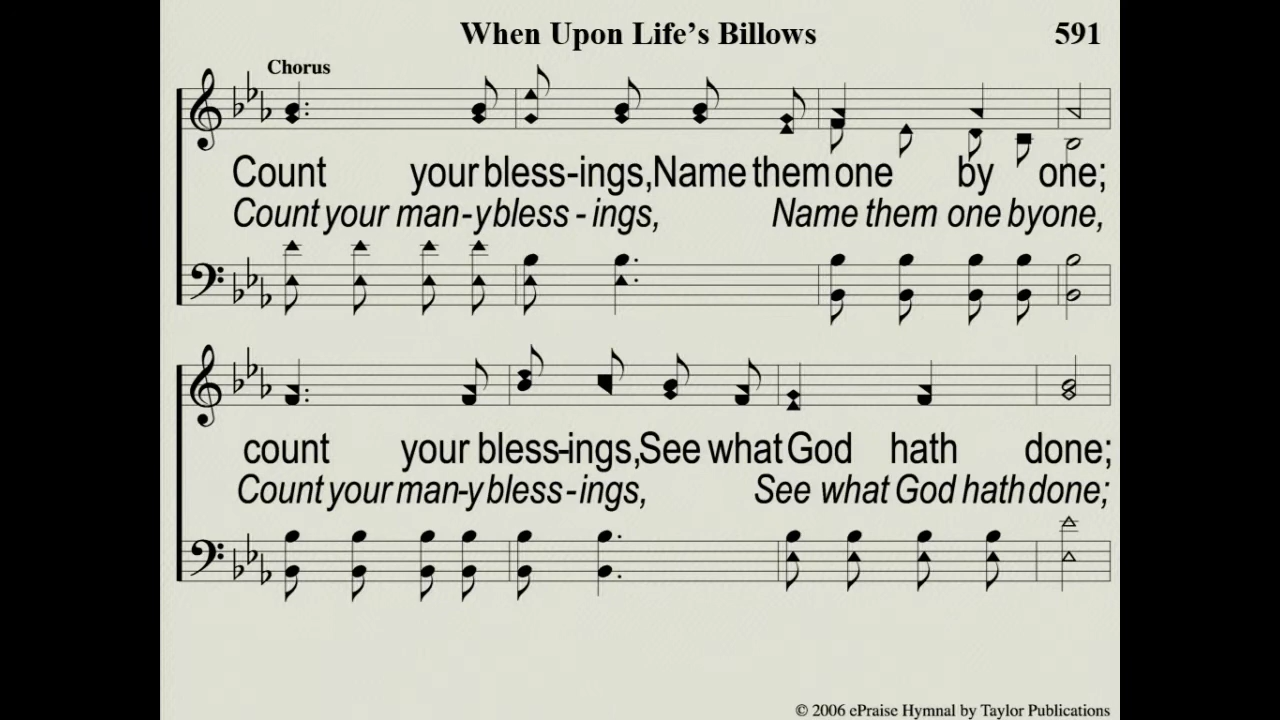 When Upon Life's Billows 591
Chorus
Count your bless-ings, Name them one by one;
Count your man-y bless-ings, Name them one by one,
count your bless-ings, See what God hath done;
Count your man-y bless-ings, See what God hath done;
© 2006 ePraise Hymnal by Taylor Publications